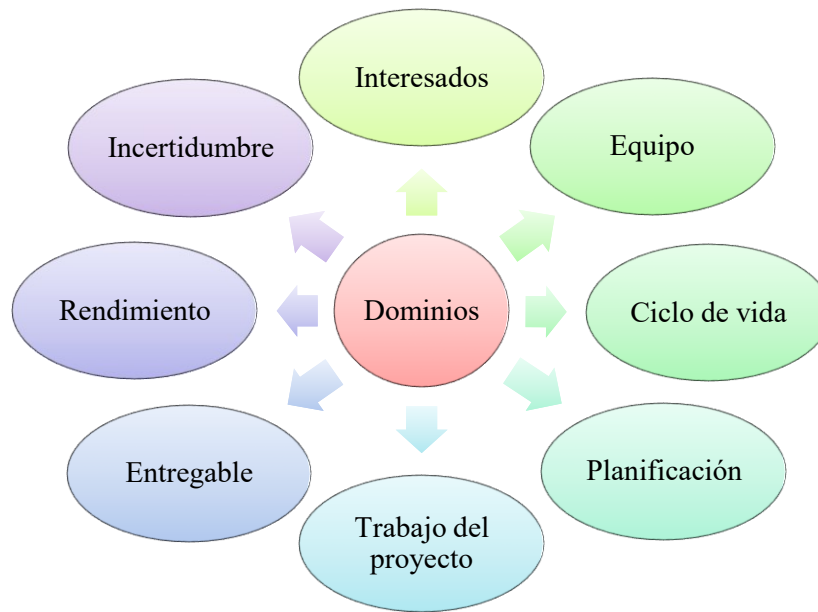 Interesados
Incertidumbre
Equipo
Rendimiento
Dominios
Ciclo de vida
Entregable
Planificación
Trabajo del
proyecto